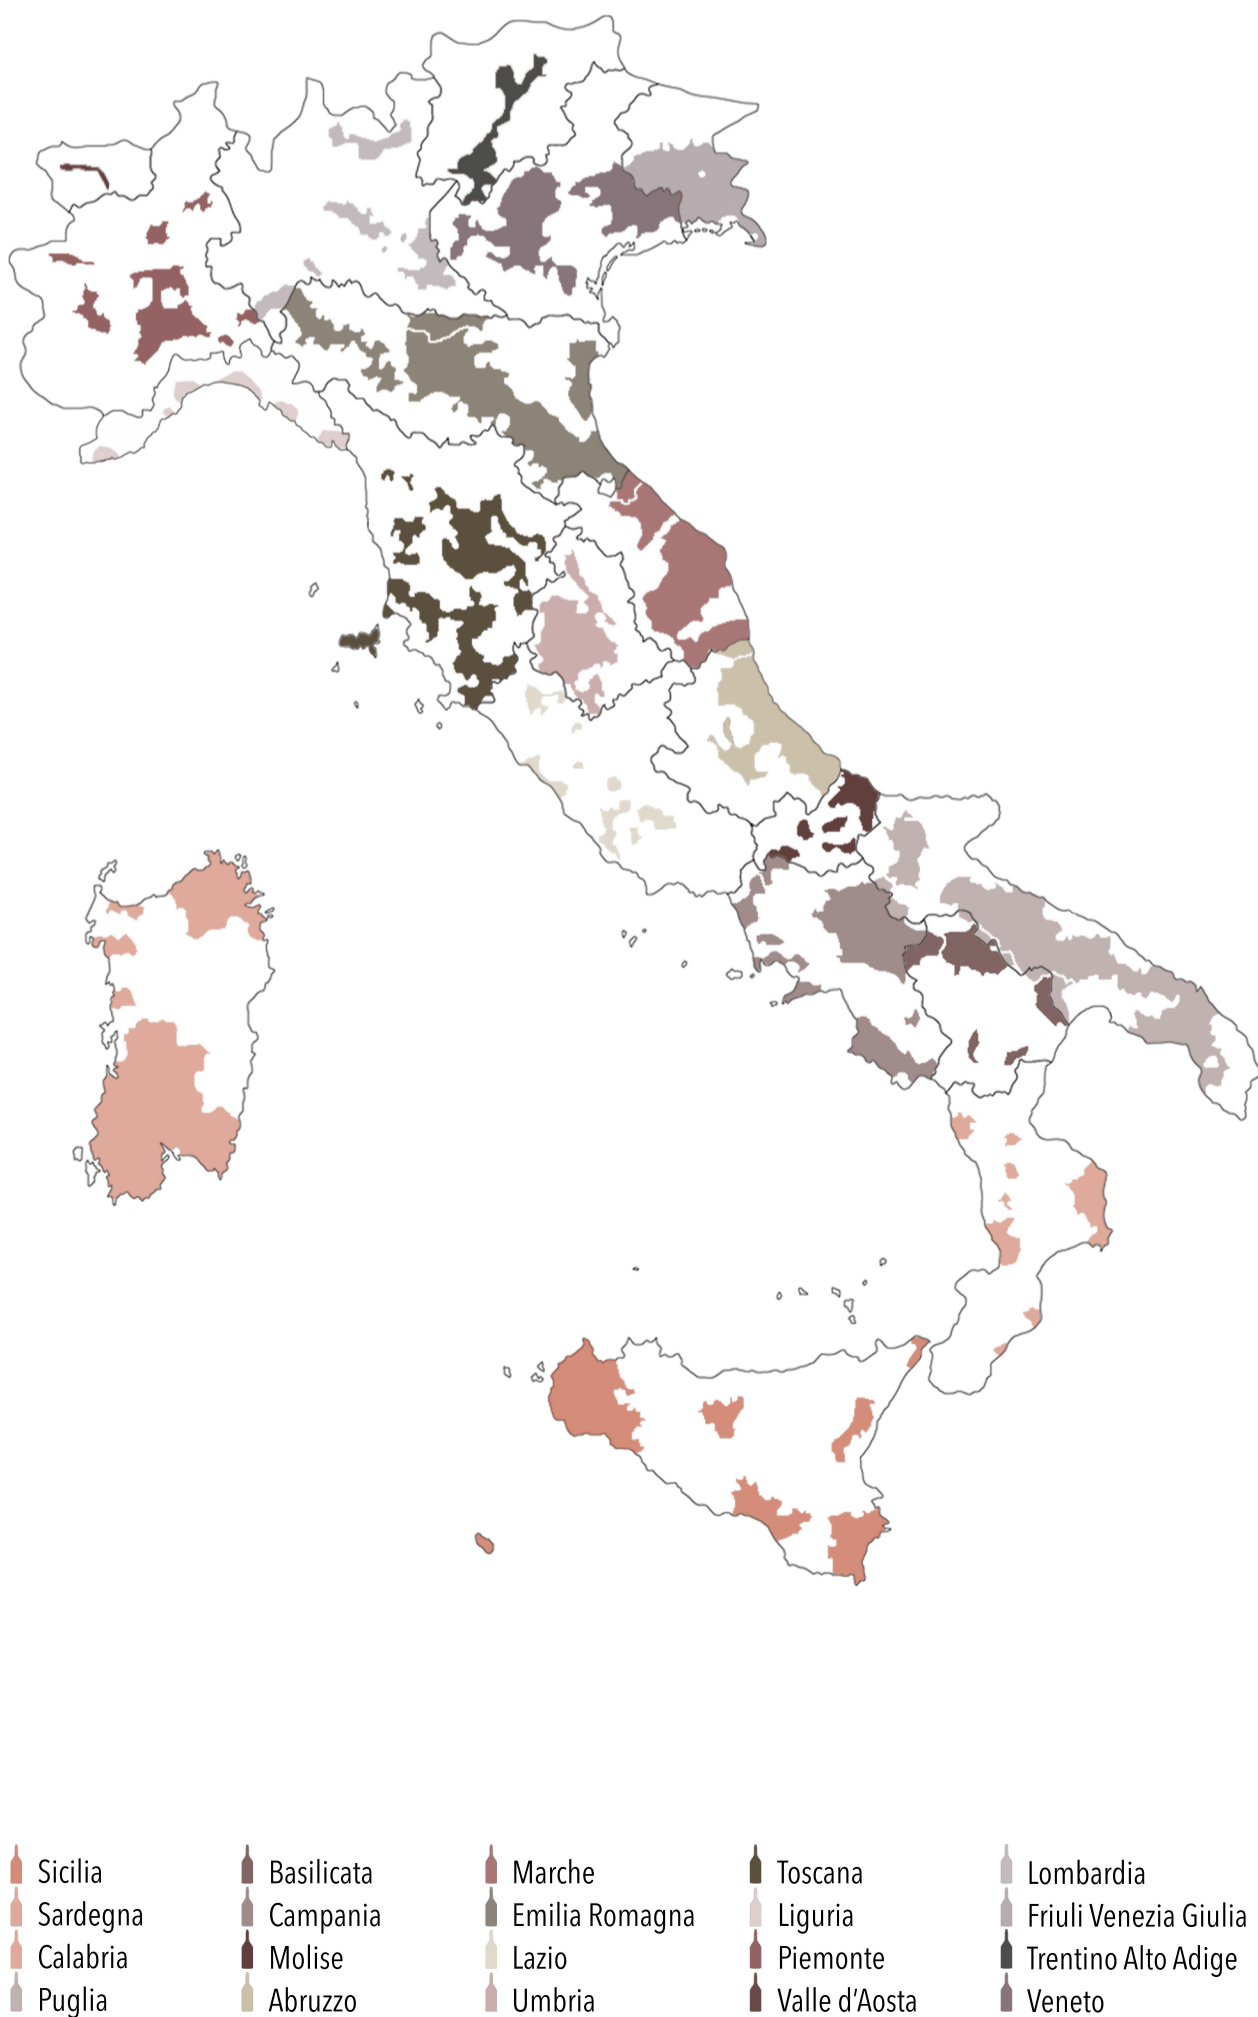 Sicilia
Sardegna
Calabria
Puglia
Basilicata
Campania
Molise
Abruzzo
Marche
Emilia Romagna
Lazio
Umbria
Toscana
Liguria
Piemonte
Valle d'Aosta
Lombardia
Friuli Venezia Giulia
Trentino Alto Adige
Veneto